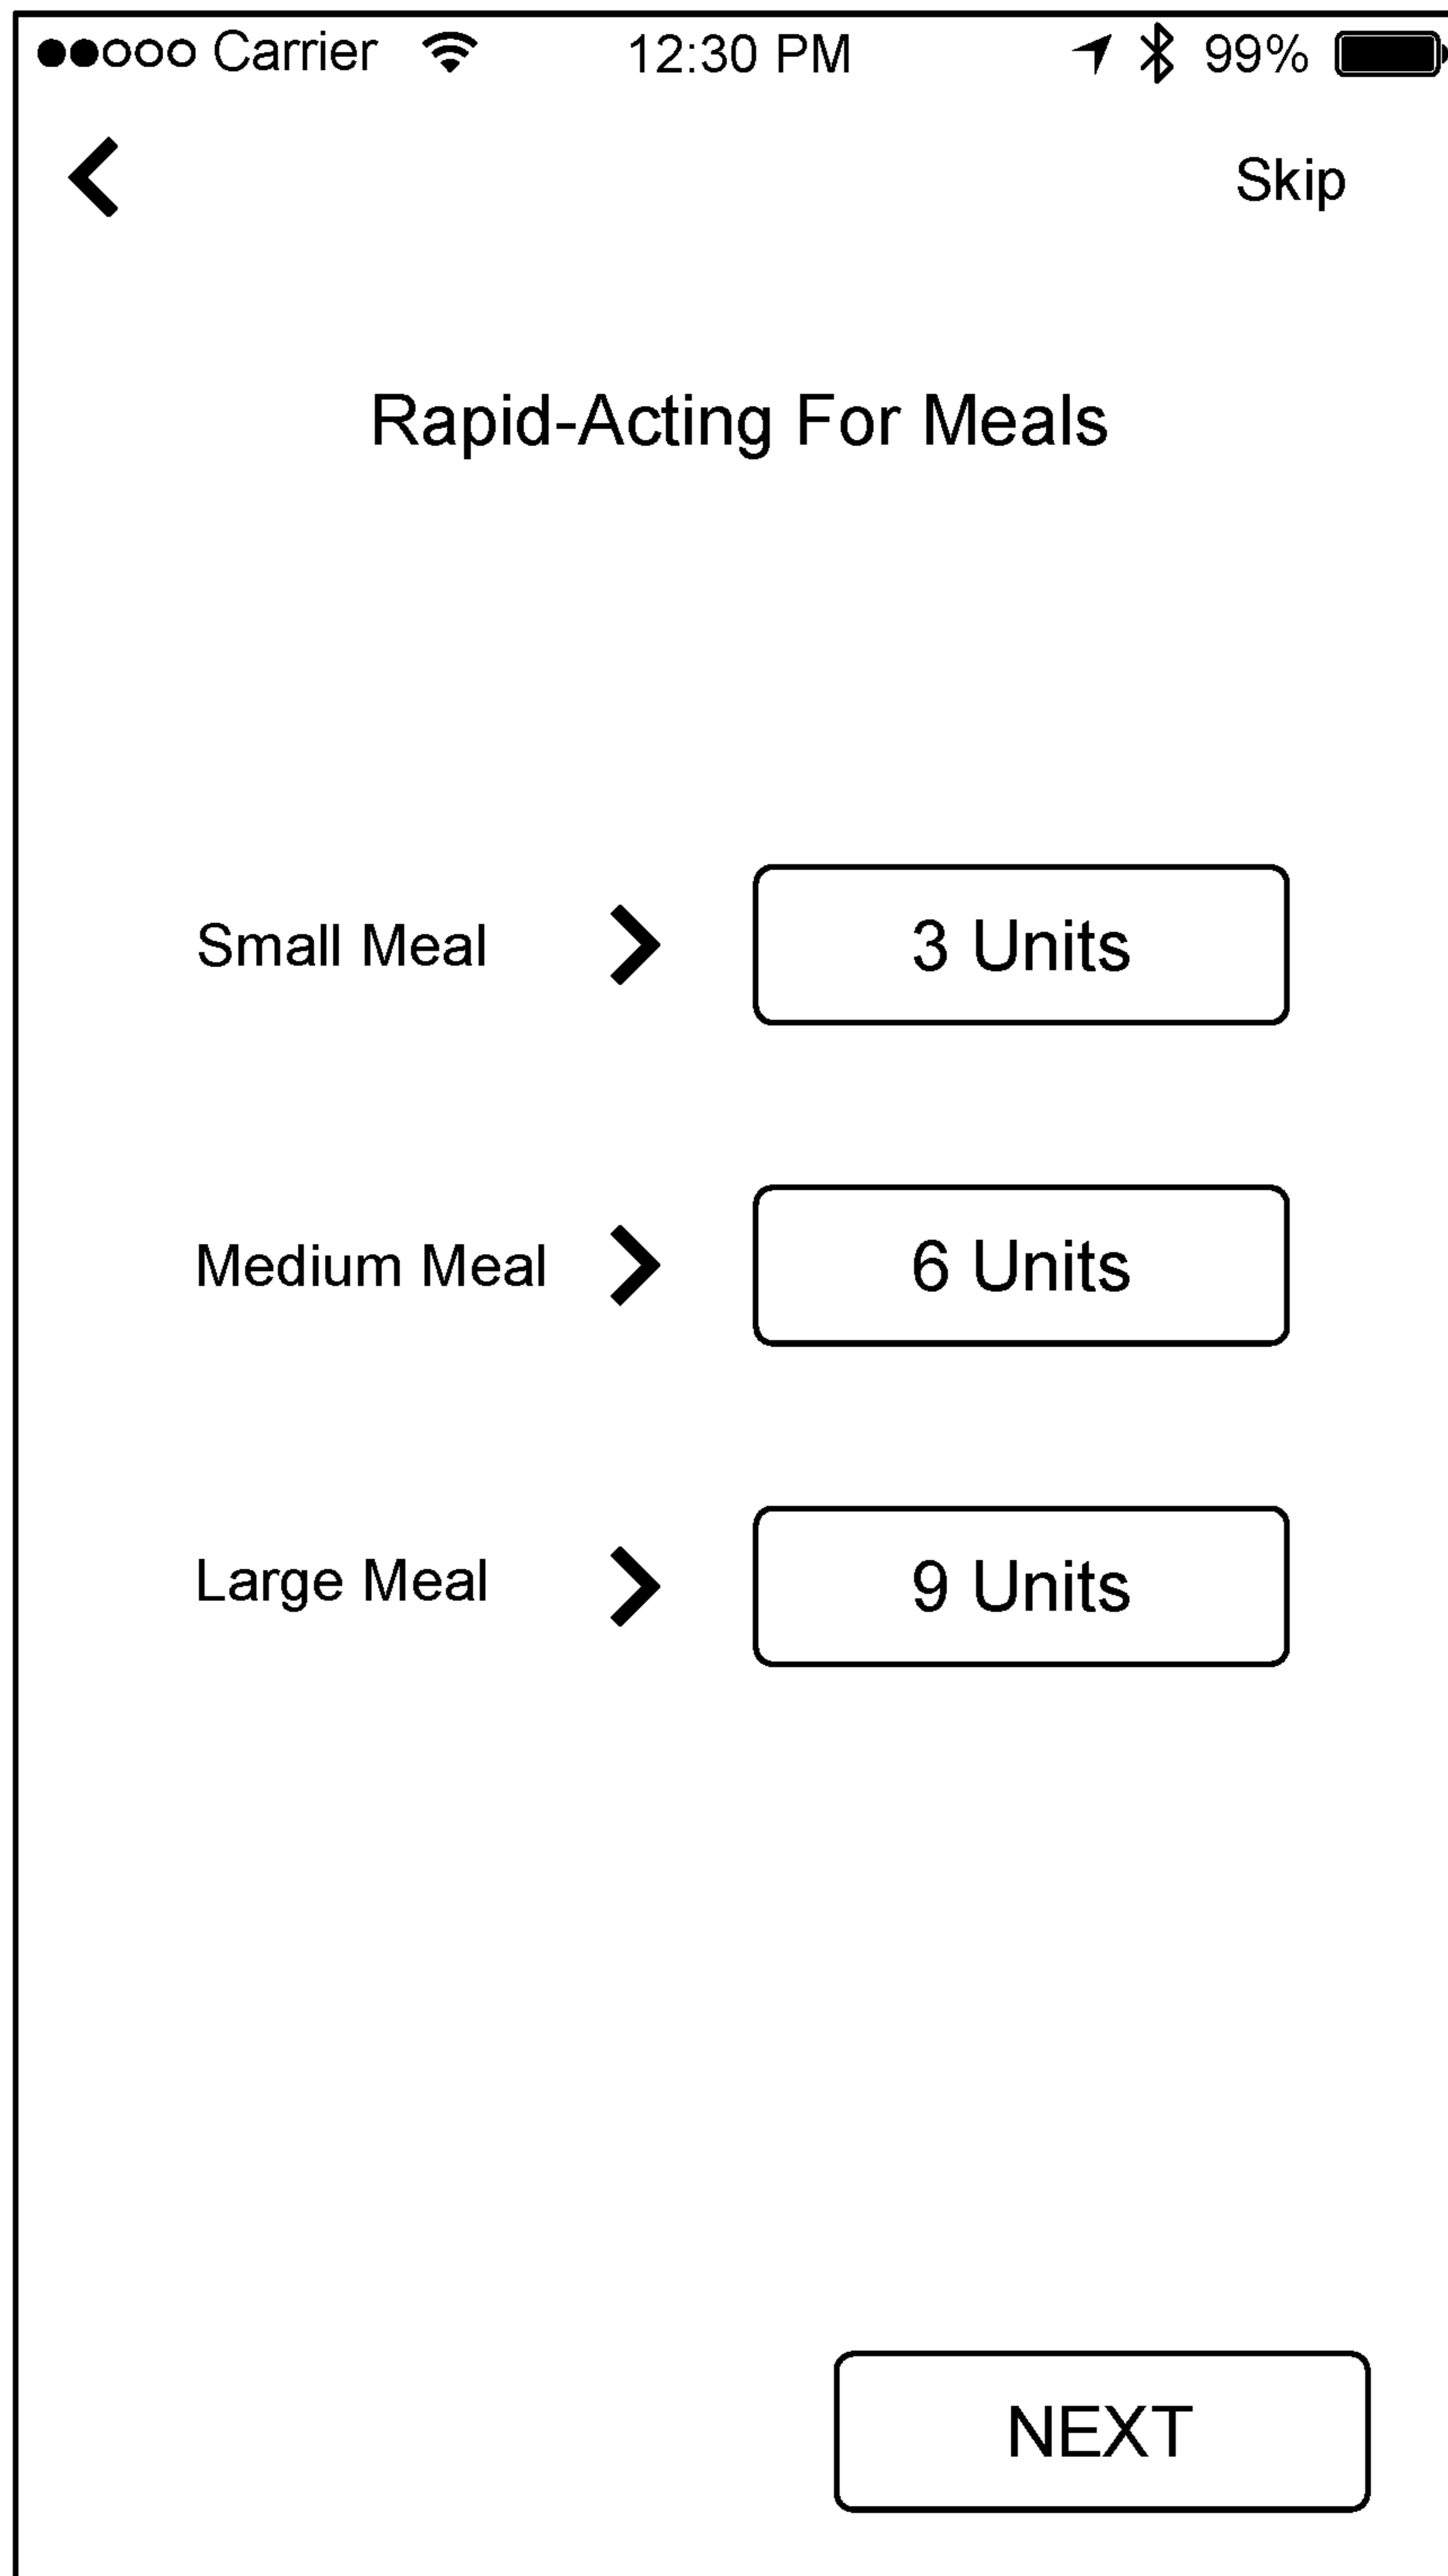 Carrier 12:30 PM 99%
Skip
Rapid-Acting For Meals
Small Meal 3 Units
Medium Meal 6 Units
Large Meal 9 Units
NEXT